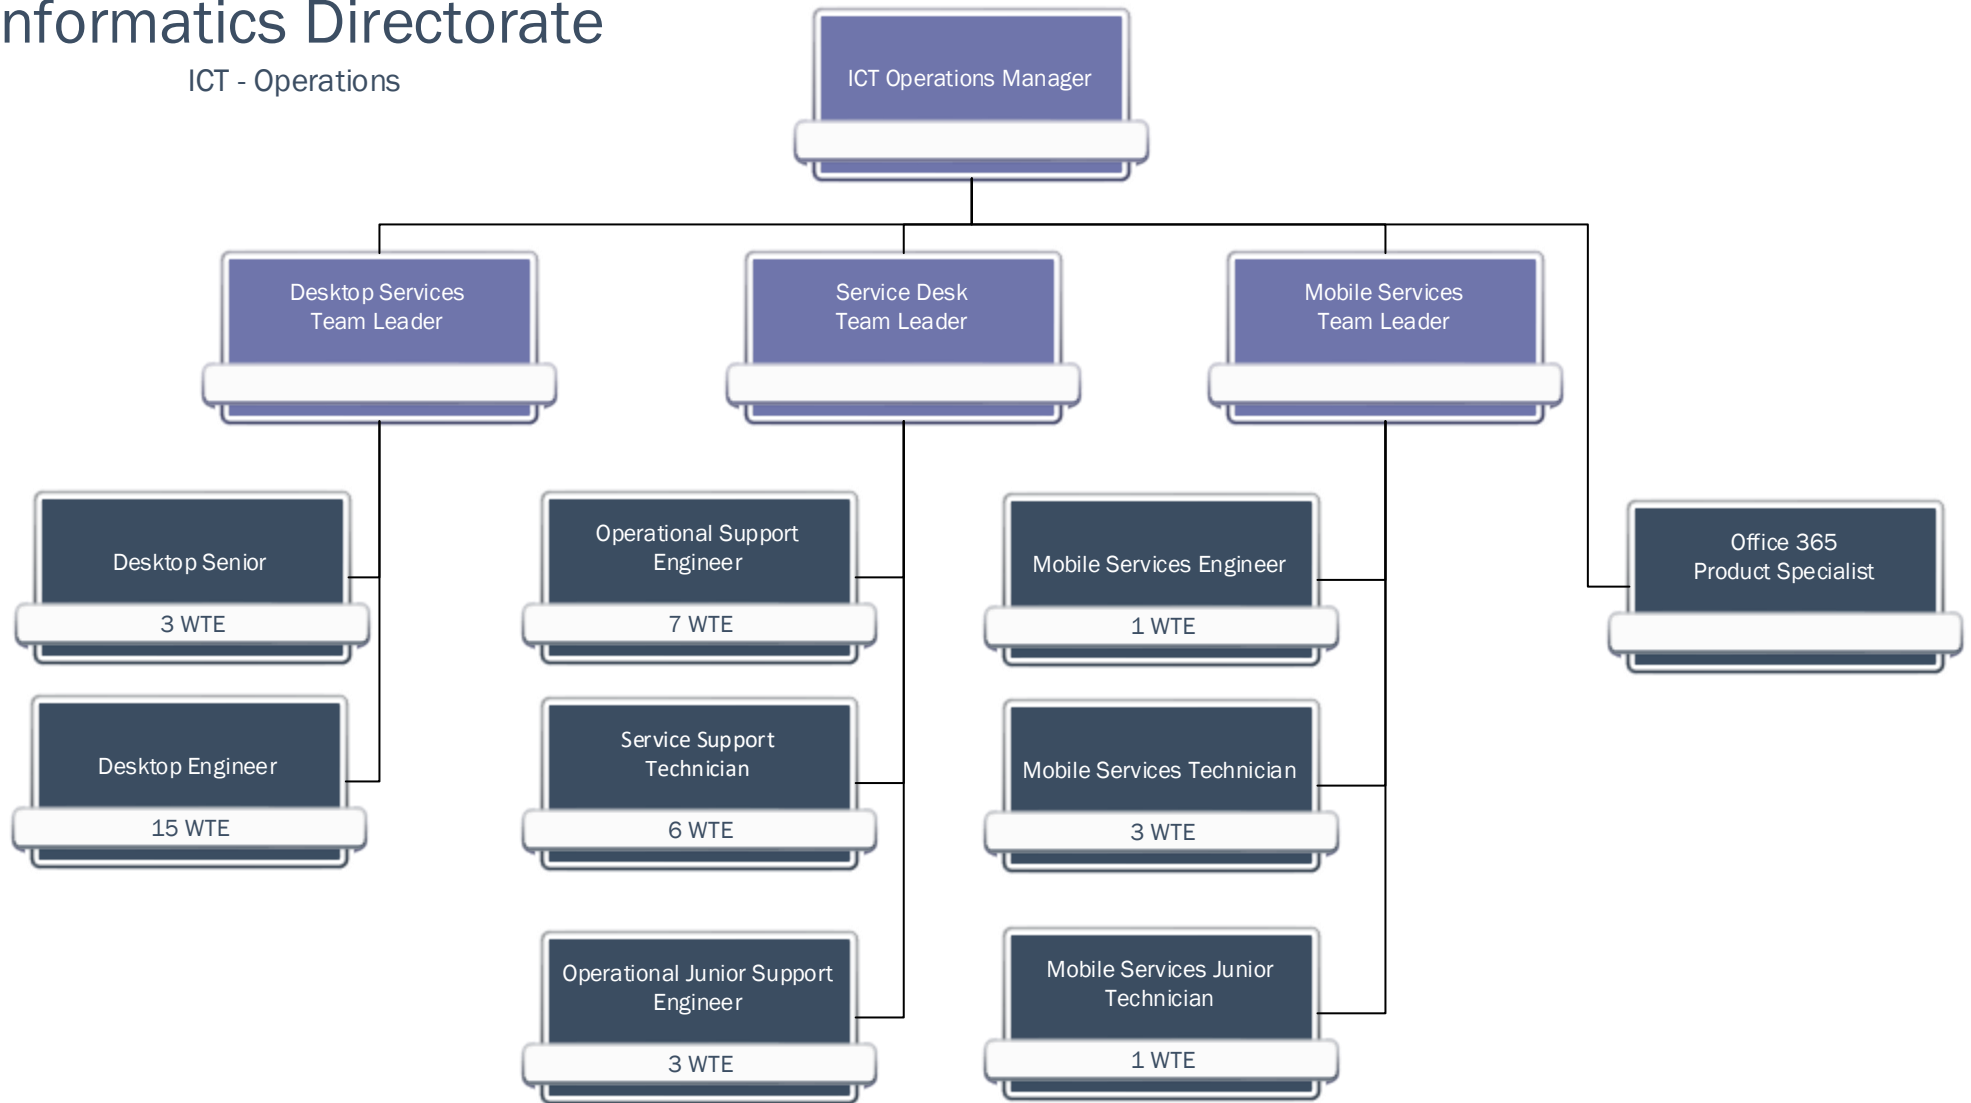 nformatics Directorate
ICT - Operations
ICT Operations Manager
Desktop Services
Team Leader
Service Desk
Team Leader
Mobile Services
Team Leader
Desktop Senior
3 WTE
Operational Support
Engineer
7 WTE
Mobile Services Engineer
1 WTE
Office 365
Product Specialist
Desktop Engineer
15 WTE
Service Support
Technician
6 WTE
Mobile Services Technician
3 WTE
Operational Junior Support
Engineer
3 WTE
Mobile Services Junior
Technician
1 WTE